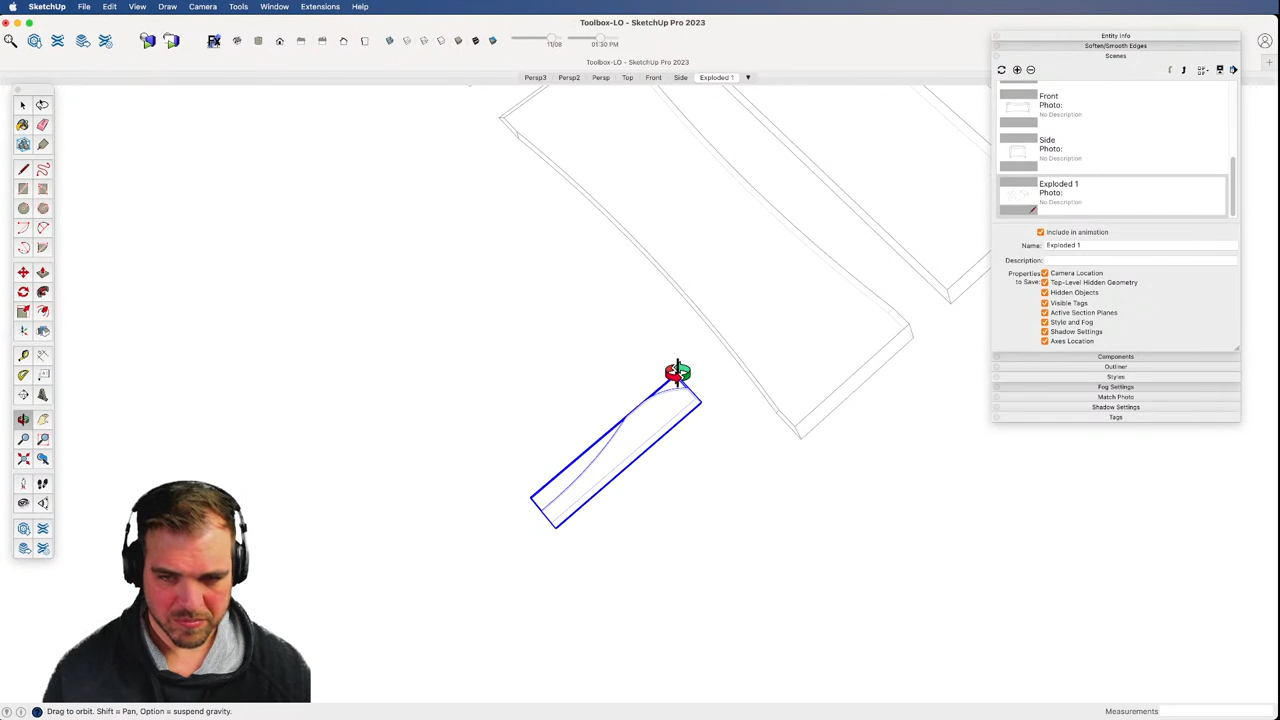 SketchUp File Edit View Draw Camera Tools Window Extensions Help
Toolbox-LO - SketchUp Pro 2023
11/08 01:30 PM
Toolbox-LO - SketchUp Pro 2023
Persp3 Persp2 Persp Top Front Side Exploded 1
Entity Info
Soften/Smooth Edges
Scenes
Front
Photo:
No Description
Side
Photo:
No Description
Exploded 1
Photo:
No Description
Include in animation
Name: Exploded 1
Description:
Properties to Save:
Camera Location
Top-Level Hidden Geometry
Hidden Objects
Visible Tags
Active Section Planes
Style and Fog
Shadow Settings
Axes Location
Components
Outliner
Styles
Fog Settings
Match Photo
Shadow Settings
Tags
Drag to orbit. Shift = Pan, Option = suspend gravity.
Measurements